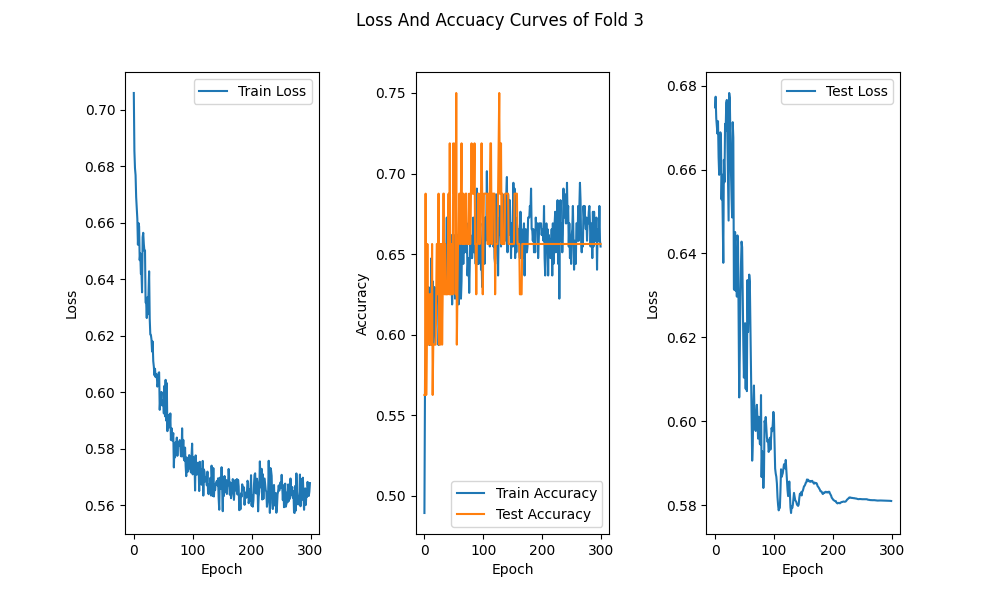 Loss And Accuacy Curves of Fold 3
Train Loss
0.70
0.68
0.66
0.64
0.62
0.60
0.58
0.56
Loss
0
100
200
300
Epoch
0.75
0.70
0.65
0.60
0.55
0.50
Accuracy
Train Accuracy
Test Accuracy
0
100
200
300
Epoch
Test Loss
0.68
0.66
0.64
0.62
0.60
0.58
Loss
0
100
200
300
Epoch